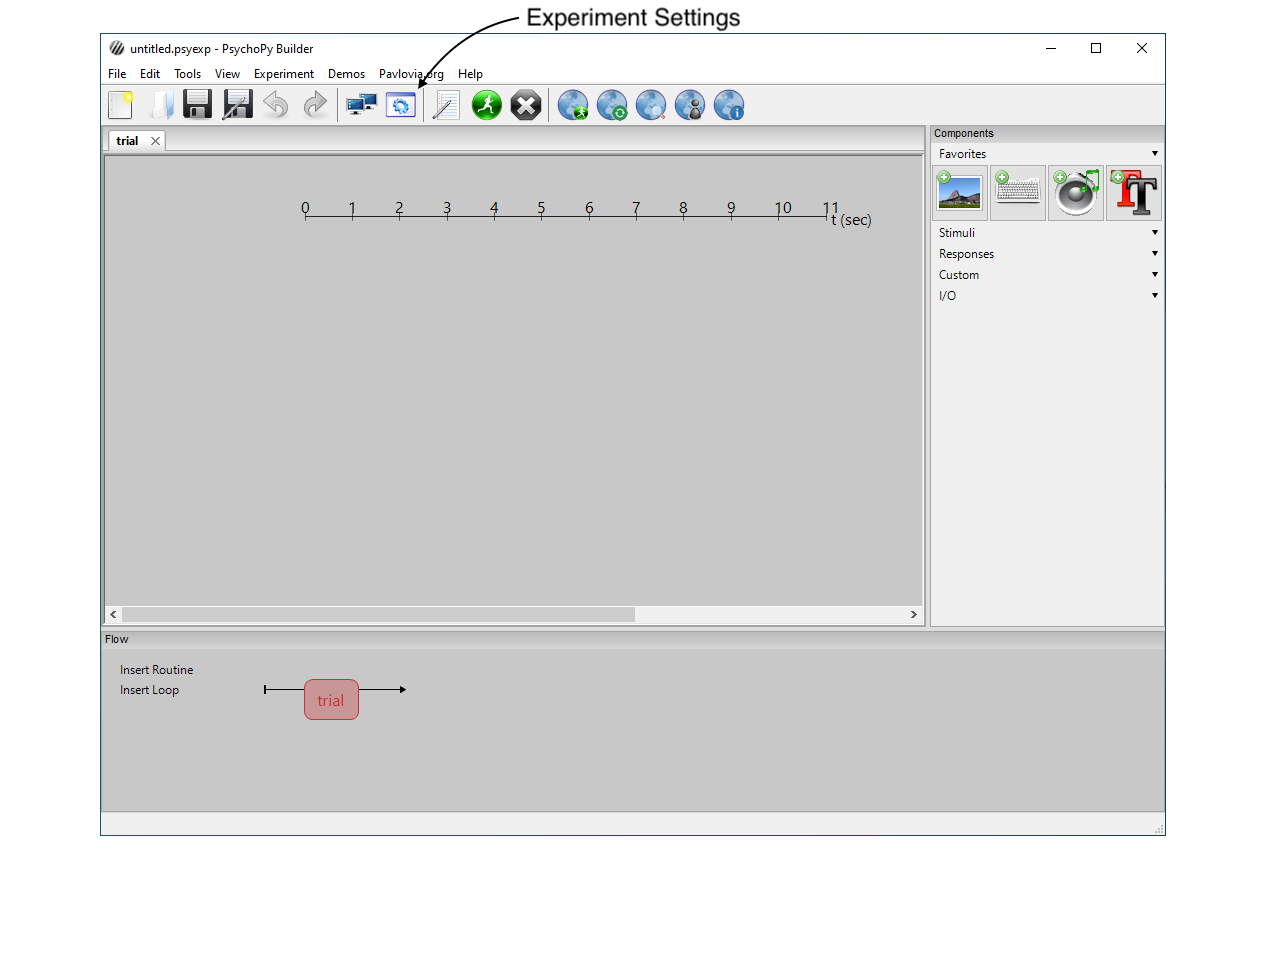 Experiment Settings
untitled.psyexp - PsychoPy Builder
File Edit Tools View Experiment Demos Pavlovia.org Help
trial
Components
Favorites
0 1 2 3 4 5 6 7 8 9 10 11
t (sec)
Stimuli
Responses
Custom
I/O
Flow
Insert Routine
Insert Loop
trial